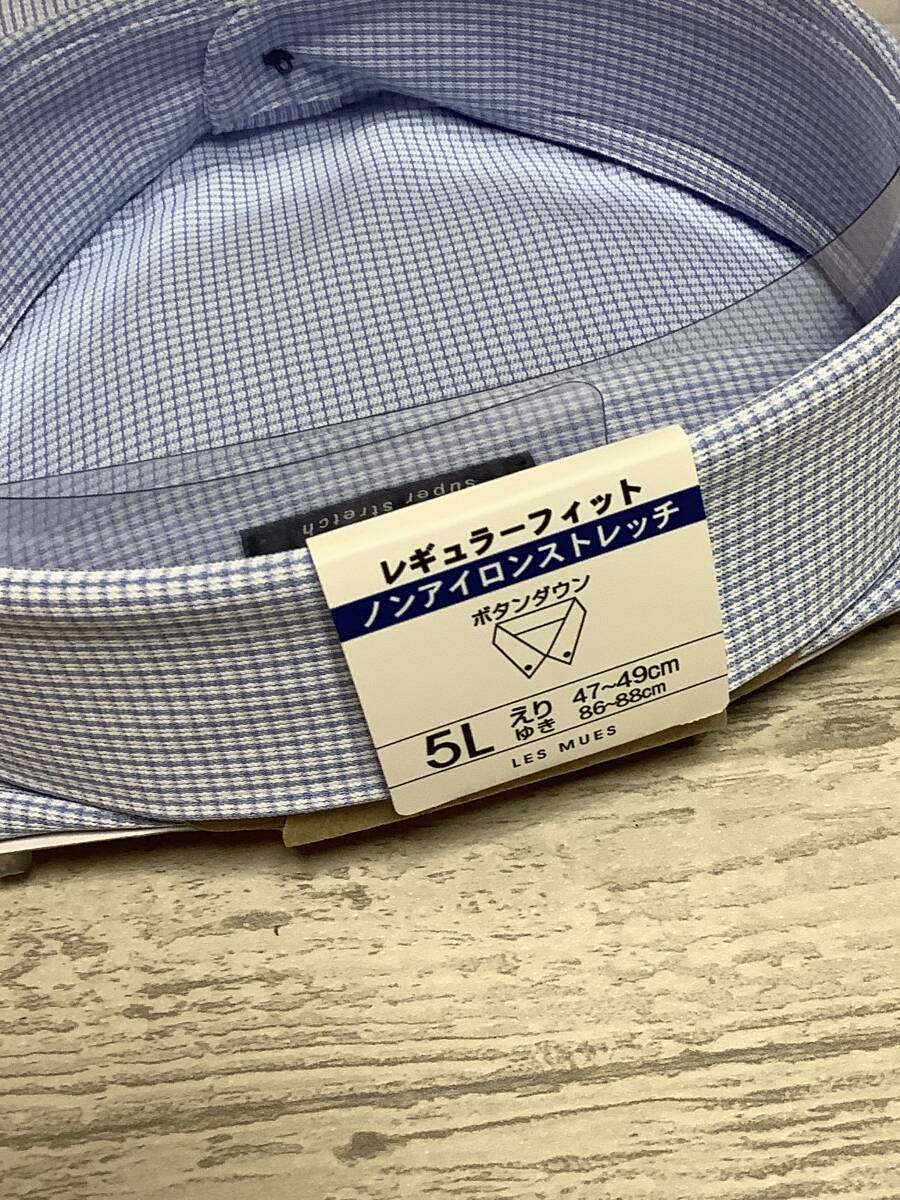 super stretch
レギュラーフィット
ノンアイロンストレッチ
ボタンダウン
5L えり 47~49cm
ゆき 86~88cm
LES MUES